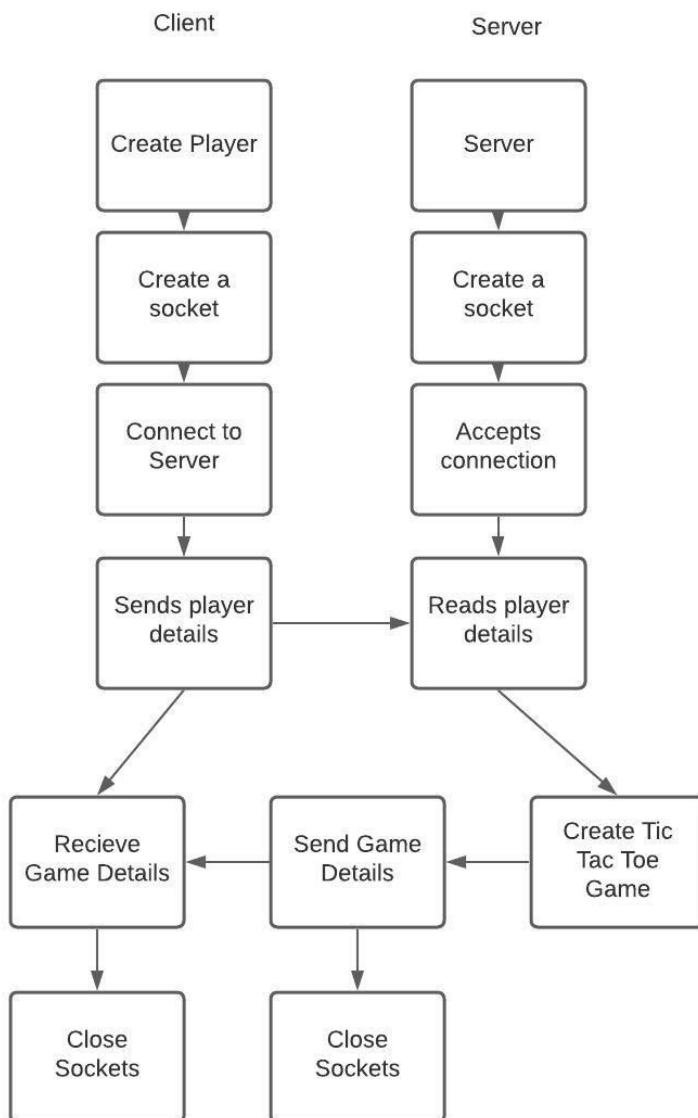 Client
Server
Create Player
Server
Create a
socket
Create a
socket
Connect to
Server
Accepts
connection
Sends player
details
Reads player
details
Recieve
Game Details
Send Game
Details
Create Tic
Tac Toe
Game
Close
Sockets
Close
Sockets